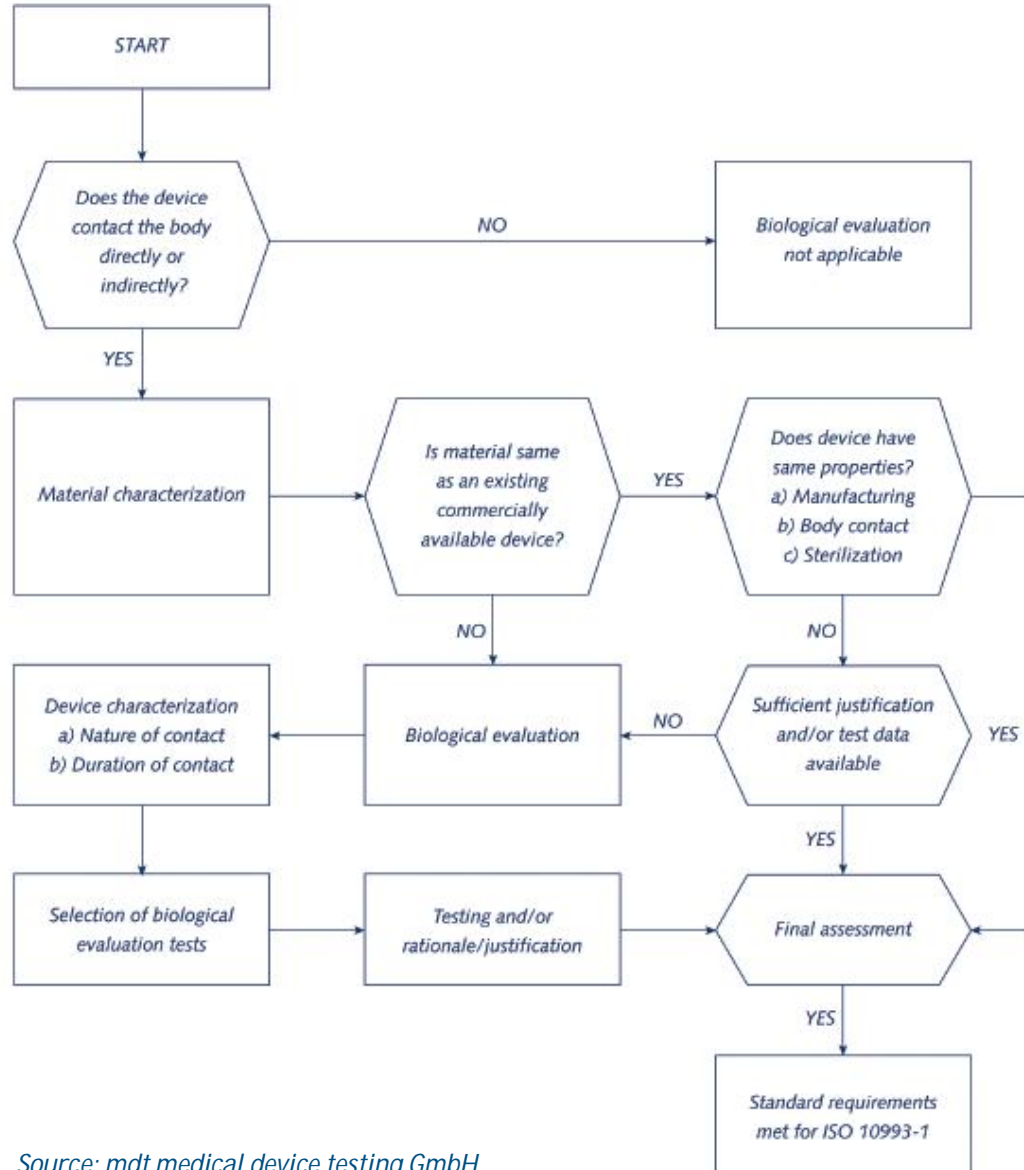 START
Does the device
contact the body
directly or
indirectly?
NO
Biological evaluation
not applicable
YES
Material characterization
Is material same
as an existing
commercially
available device?
YES
Does device have
same properties?
a) Manufacturing
b) Body contact
c) Sterilization
NO
NO
Device characterization
a) Nature of contact
b) Duration of contact
Biological evaluation
NO
Sufficient justification
and/or test data
available
YES
YES
Selection of biological
evaluation tests
Testing and/or
rationale/justification
Final assessment
YES
Standard requirements
met for ISO 10993-1
Source: mdt medical device testing GmbH